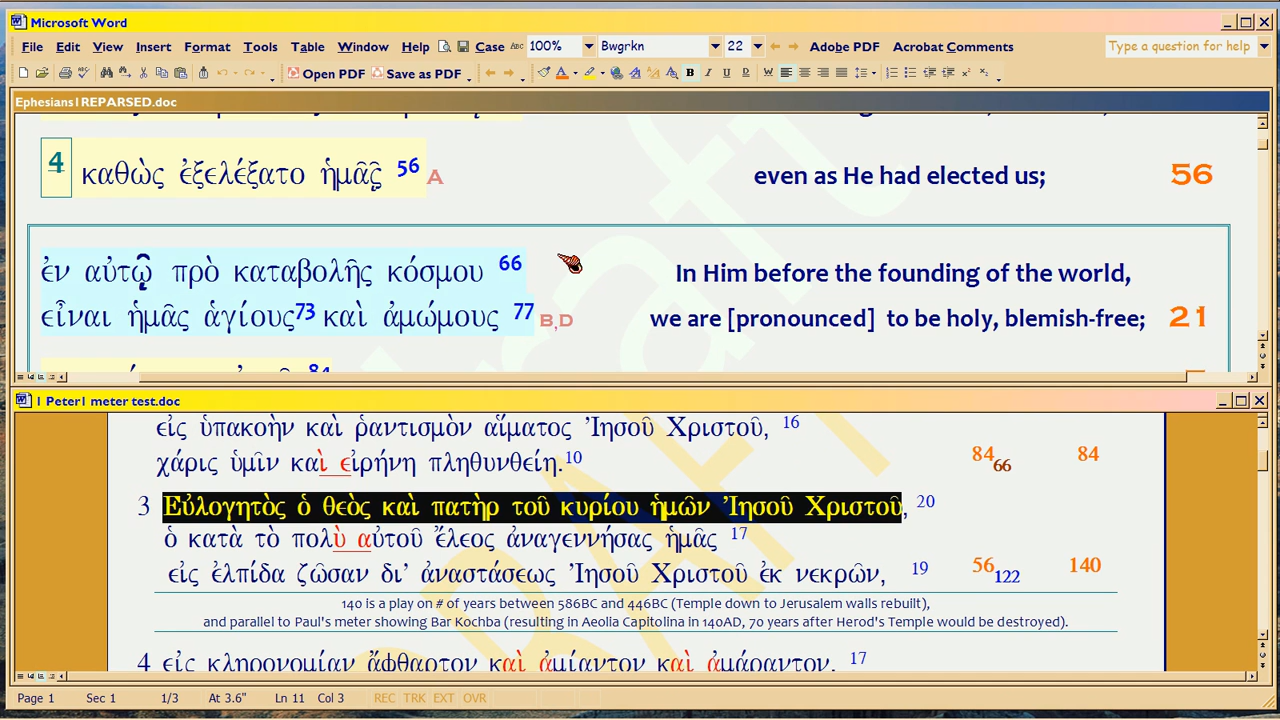 Microsoft Word
File Edit View Insert Format Tools Table Window Help Case ABC 100% Bwgrkn 22 Adobe PDF Acrobat Comments Type a question for help
Open PDF Save as PDF B I U D W
Ephesians1REPARSED.doc
4 καθὼς ἐξελέξατο ἡμᾶς 56 A even as He had elected us; 56
ἐν αὐτῷ πρὸ καταβολῆς κόσμου 66 In Him before the founding of the world,
εἶναι ἡμᾶς ἁγίους73 καὶ ἀμώμους 77 B,D we are [pronounced] to be holy, blemish-free; 21
84
1 Peter1 meter test.doc
εἰς ὑπακοὴν καὶ ῥαντισμὸν αἵματος Ἰησοῦ Χριστοῦ, 16
χάρις ὑμῖν καὶ εἰρήνη πληθυνθείη.10 84 66 84
3 Εὐλογητὸς ὁ θεὸς καὶ πατὴρ τοῦ κυρίου ἡμῶν Ἰησοῦ Χριστοῦ, 20
ὁ κατὰ τὸ πολὺ αὐτοῦ ἔλεος ἀναγεννήσας ἡμᾶς 17
εἰς ἐλπίδα ζῶσαν δι’ ἀναστάσεως Ἰησοῦ Χριστοῦ ἐκ νεκρῶν, 19 56 122 140
140 is a play on # of years between 586BC and 446BC (Temple down to Jerusalem walls rebuilt),
and parallel to Paul's meter showing Bar Kochba (resulting in Aeolia Capitolina in 140AD, 70 years after Herod's Temple would be destroyed).
4 εἰς κληρονομίαν ἄφθαρτον καὶ ἀμίαντον καὶ ἀμάραντον, 17
Page 1 Sec 1 1/3 At 3.6" Ln 11 Col 3 REC TRK EXT OVR